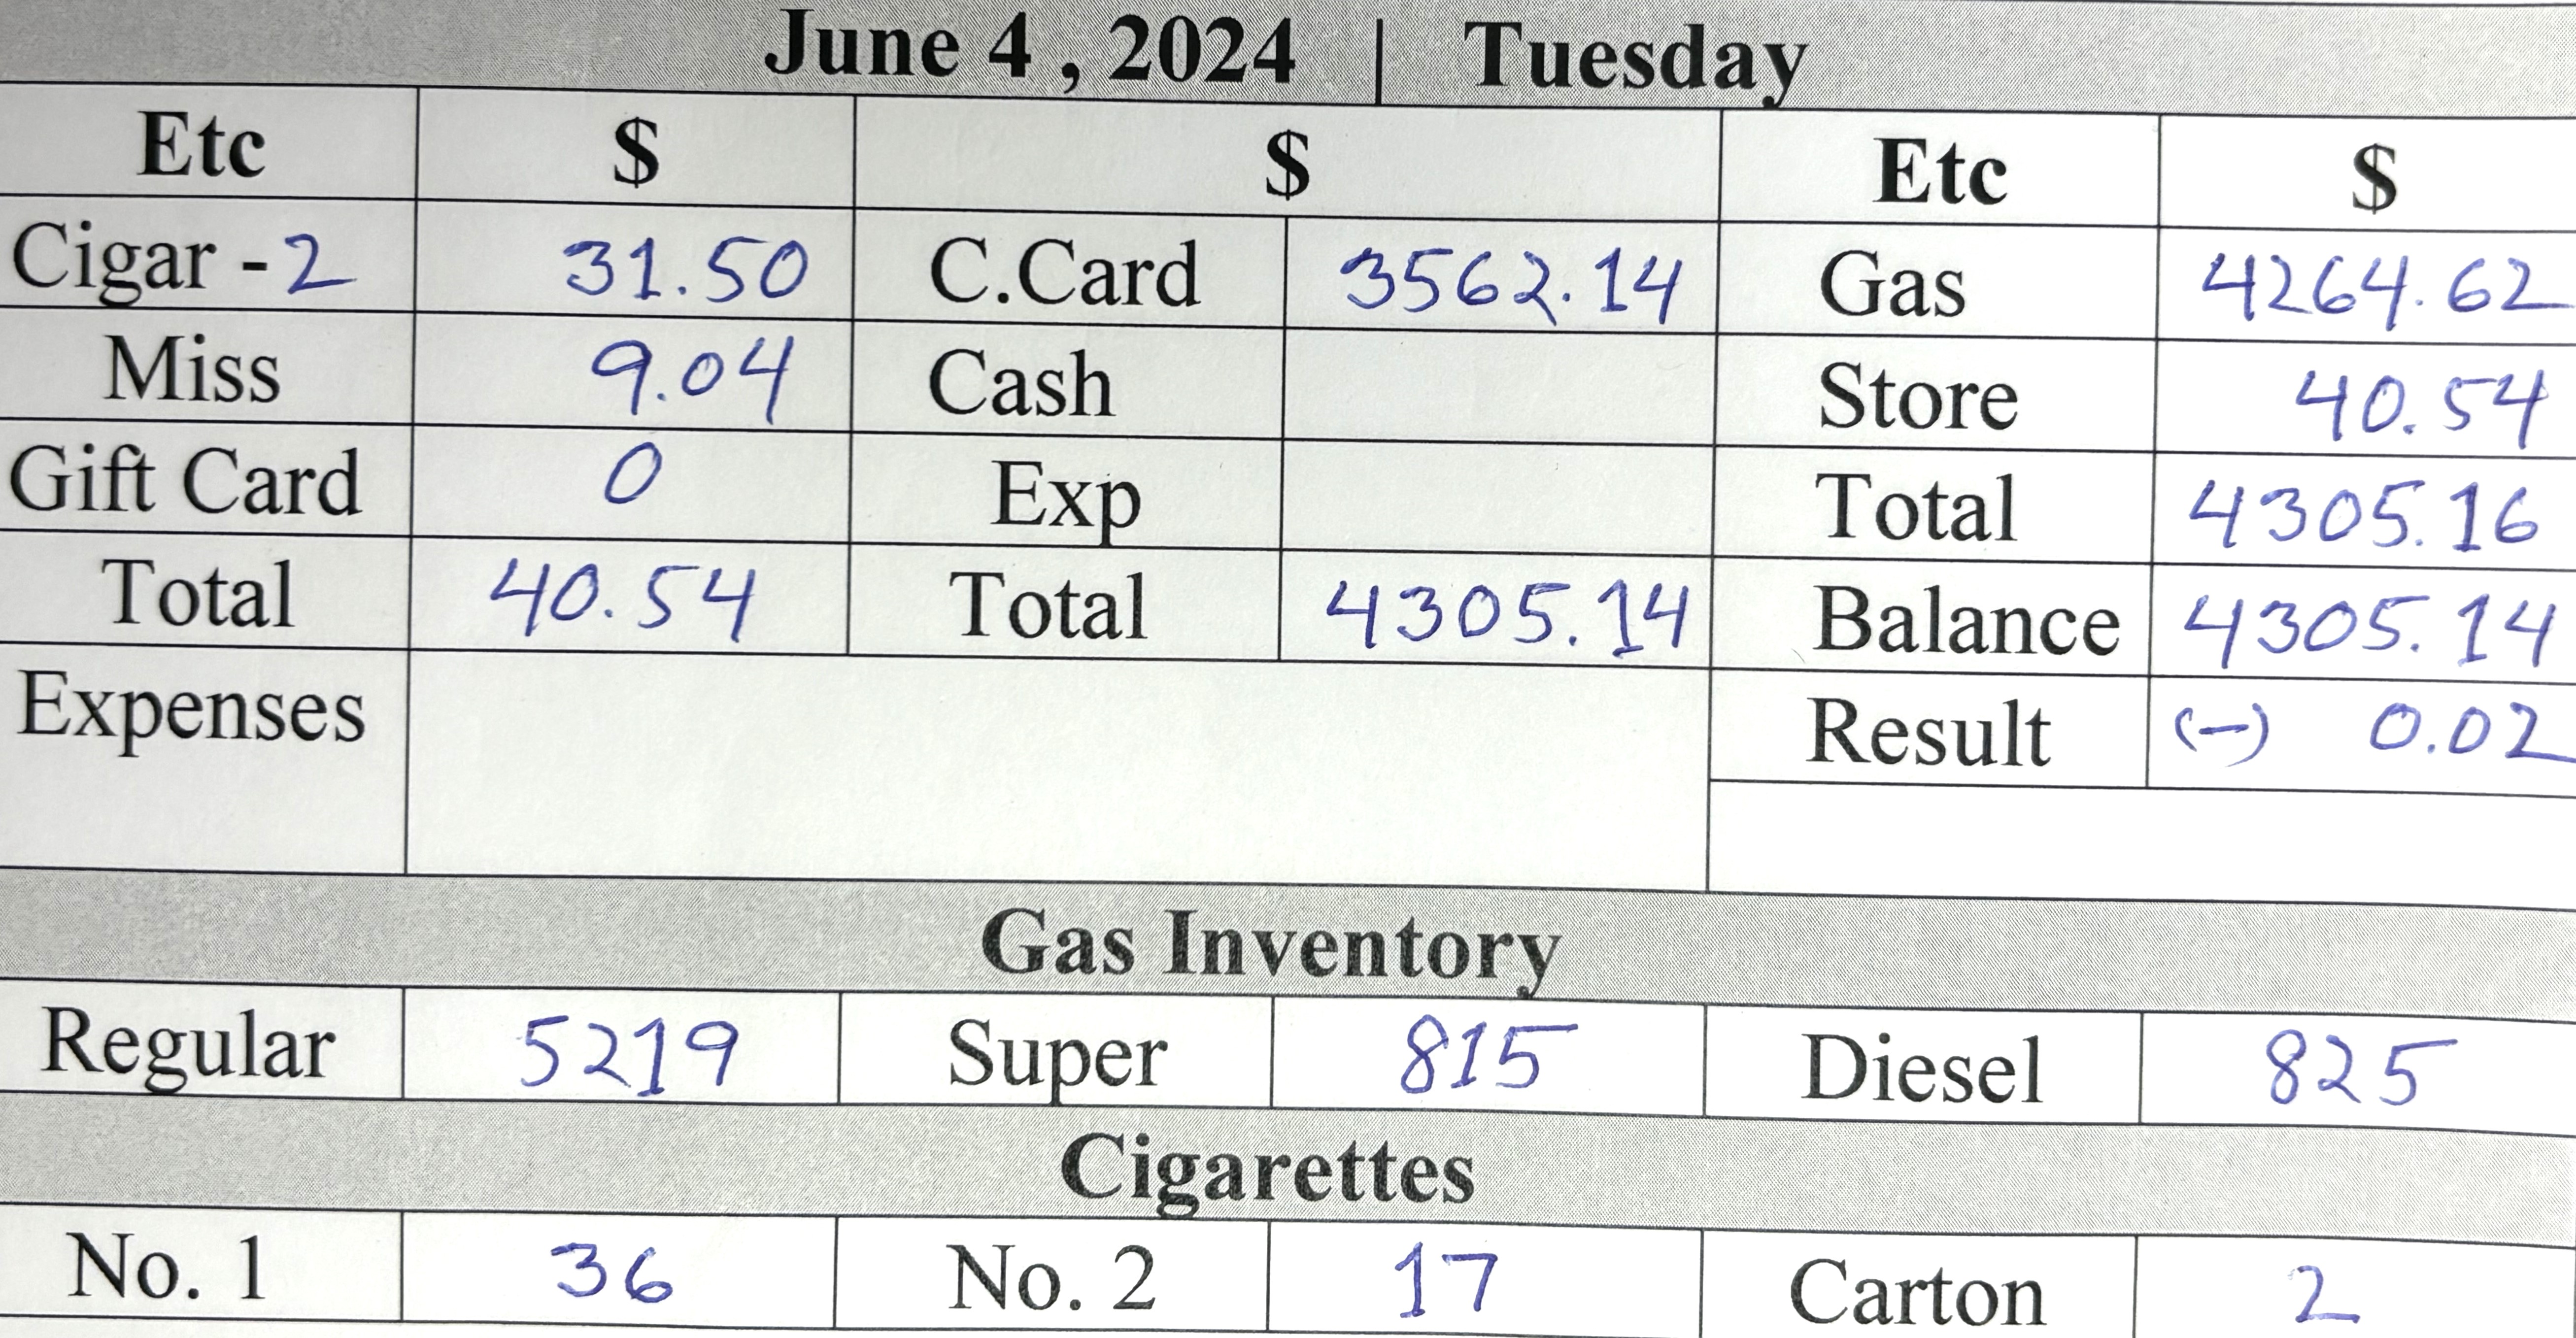 June 4 , 2024 | Tuesday
Etc $ $ Etc $
Cigar - 2 31.50 C.Card 3562.14 Gas 4264.62
Miss 9.04 Cash Store 40.54
Gift Card 0 Exp Total 4305.16
Total 40.54 Total 4305.14 Balance 4305.14
Expenses Result (-) 0.02
Gas Inventory
Regular 5219 Super 815 Diesel 825
Cigarettes
No. 1 36 No. 2 17 Carton 2